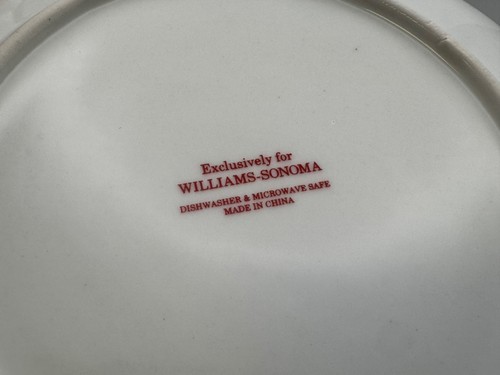 Exclusively for
WILLIAMS-SONOMA
DISHWASHER & MICROWAVE SAFE
MADE IN CHINA